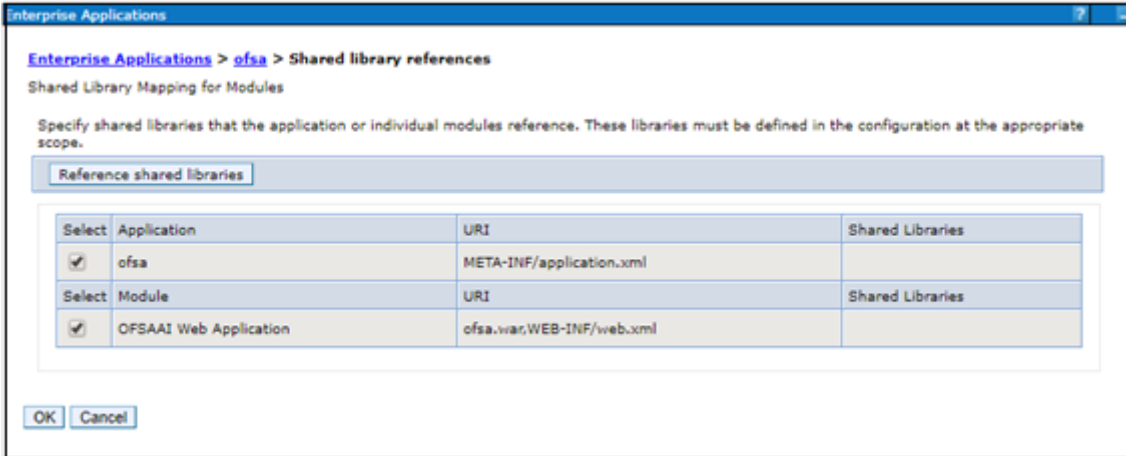 Enterprise Applications ?
Enterprise Applications > ofsa > Shared library references
Shared Library Mapping for Modules
Specify shared libraries that the application or individual modules reference. These libraries must be defined in the configuration at the appropriate
scope.
Reference shared libraries
Select Application URI Shared Libraries
ofsa META-INF/application.xml
Select Module URI Shared Libraries
OFSAAI Web Application ofsa.war,WEB-INF/web.xml
OK Cancel